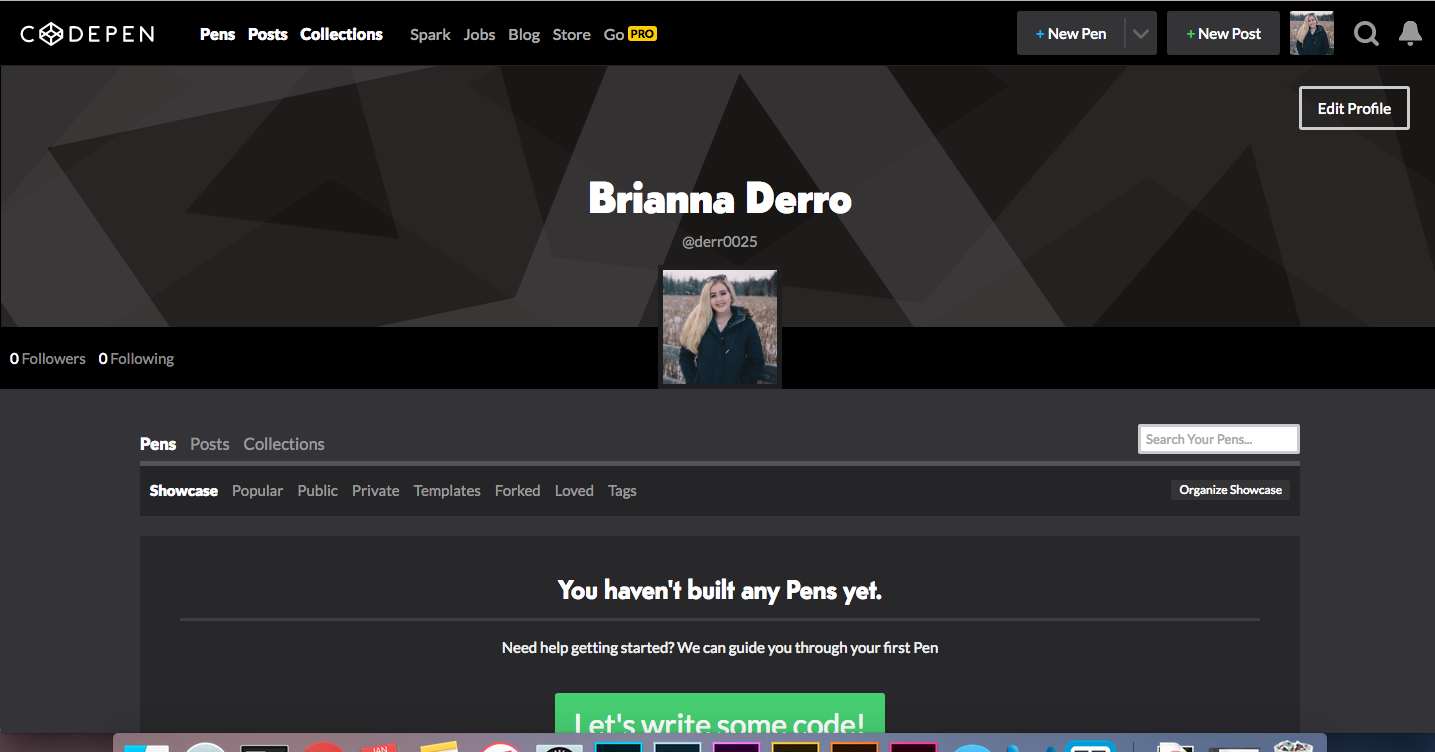 CODEPEN Pens Posts Collections Spark Jobs Blog Store Go PRO + New Pen + New Post
Edit Profile
Brianna Derro
@derr0025
0 Followers 0 Following
Pens Posts Collections Search Your Pens...
Showcase Popular Public Private Templates Forked Loved Tags Organize Showcase
You haven't built any Pens yet.
Need help getting started? We can guide you through your first Pen
Let's write some code!
JAN